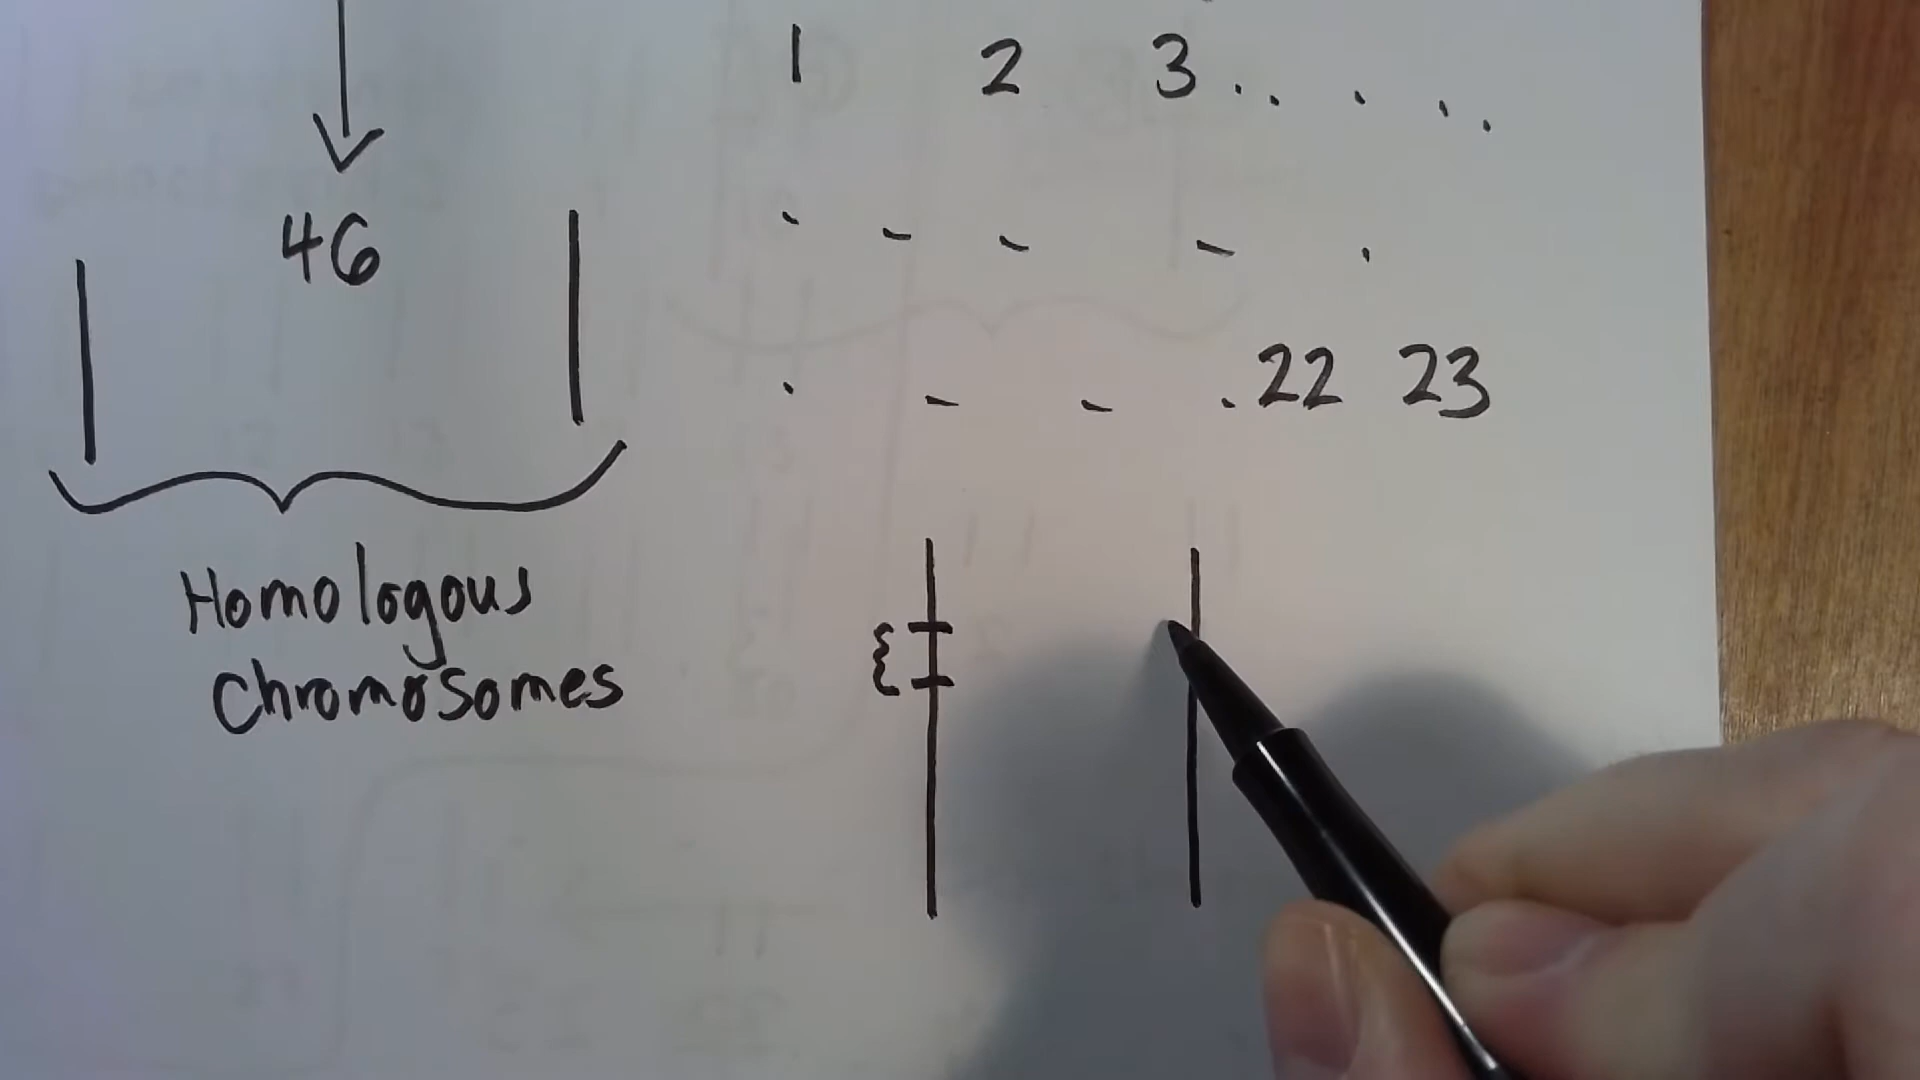 1 2 3 . . . . .
46
22 23
Homologous
Chromosomes